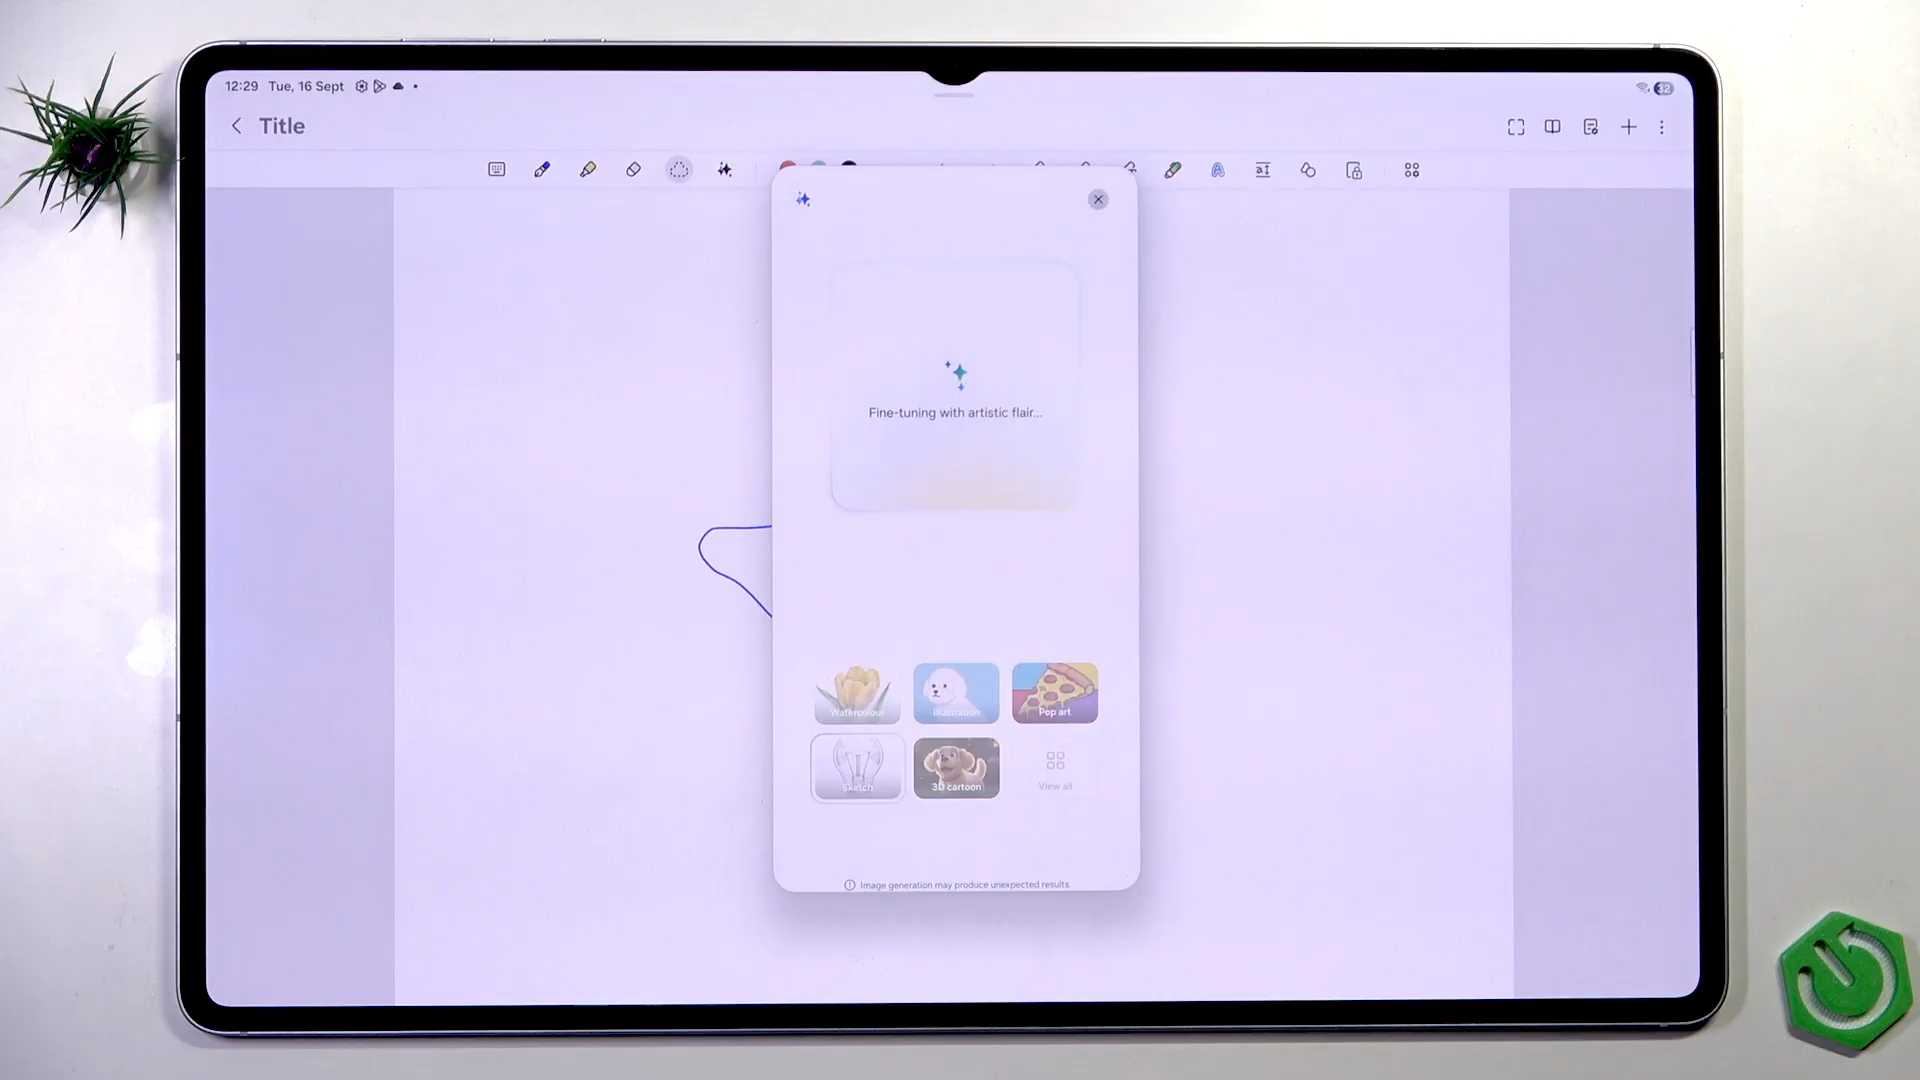 12:29 Tue, 16 Sept
32
Title
Fine-tuning with artistic flair...
Watercolour
Illustration
Pop art
Sketch
3D cartoon
View all
Image generation may produce unexpected results.